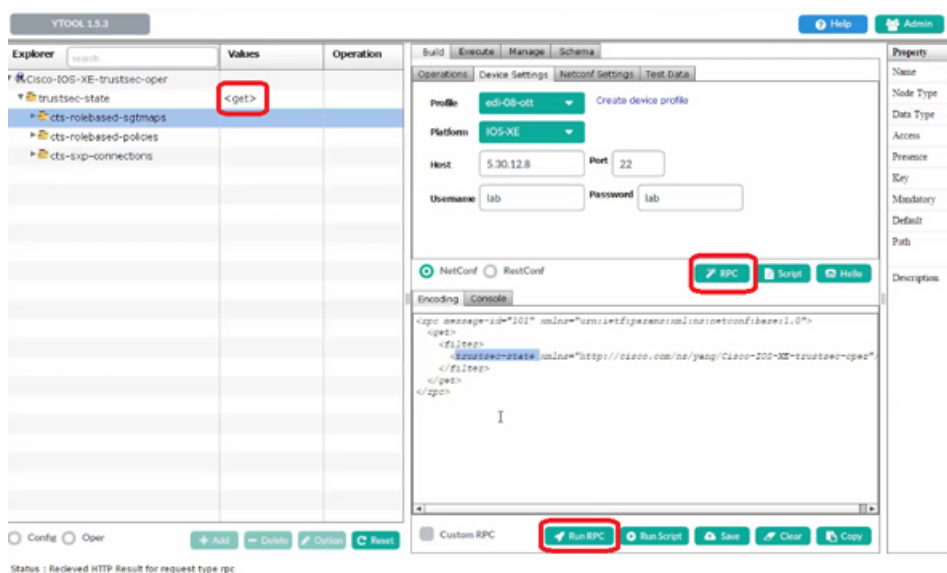 YTOOL 1.5.3
Help
Admin
Explorer
search
Values
Operation
Cisco-IOS-XE-trustsec-oper
trustsec-state
<get>
cts-rolebased-sgtmaps
cts-rolebased-policies
cts-sxp-connections
Build Execute Manage Schema
Operations Device Settings Netconf Settings Test Data
Profile edi-08-ott Create device profile
Platform IOS-XE
Host 5.30.12.8 Port 22
Username lab Password lab
NetConf RestConf RPC Script Hello
Encoding Console
<rpc message-id="101" xmlns="urn:ietf:params:xml:ns:netconf:base:1.0">
<get>
<filter>
<trustsec-state xmlns="http://cisco.com/ns/yang/Cisco-IOS-XE-trustsec-oper"/
</filter>
</get>
</rpc>
Custom RPC Run RPC Run Script Save Clear Copy
Property
Name
Node Type
Data Type
Access
Presence
Key
Mandatory
Default
Path
Description
Config Oper + Add − Delete Option Reset
Status : Recieved HTTP Result for request type rpc